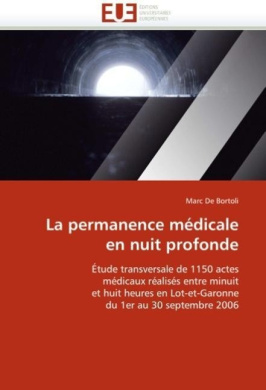 EUE
ÉDITIONS
UNIVERSITAIRES
EUROPÉENNES
Marc De Bortoli
La permanence médicale
en nuit profonde
Étude transversale de 1150 actes
médicaux réalisés entre minuit
et huit heures en Lot-et-Garonne
du 1er au 30 septembre 2006